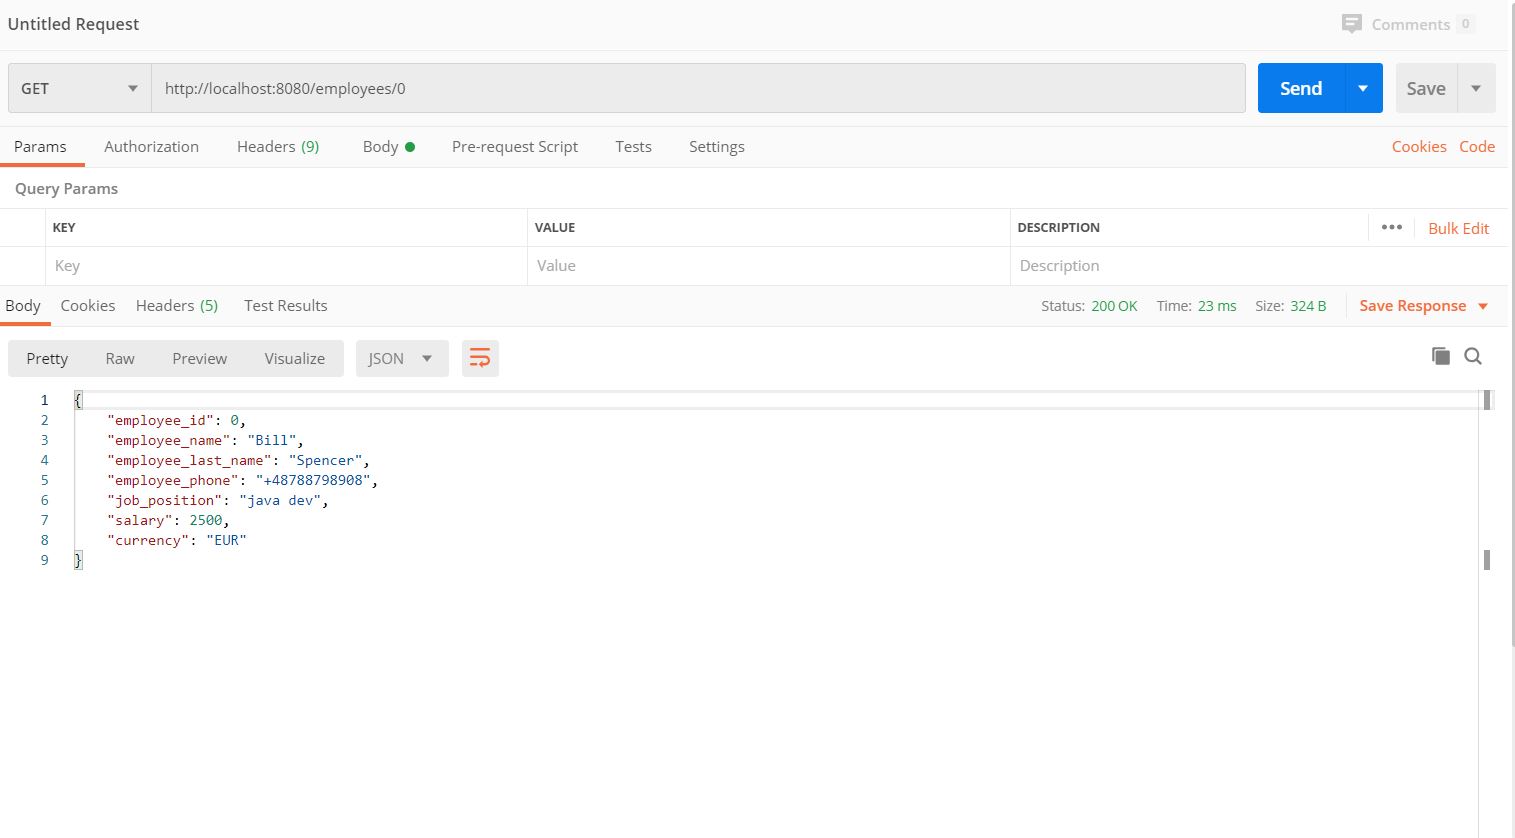 Untitled Request
Comments 0
GET http://localhost:8080/employees/0 Send Save
Params Authorization Headers (9) Body Pre-request Script Tests Settings Cookies Code
Query Params
KEY VALUE DESCRIPTION ••• Bulk Edit
Key Value Description
Body Cookies Headers (5) Test Results Status: 200 OK Time: 23 ms Size: 324 B Save Response
Pretty Raw Preview Visualize JSON
1 {
2 "employee_id": 0,
3 "employee_name": "Bill",
4 "employee_last_name": "Spencer",
5 "employee_phone": "+48788798908",
6 "job_position": "java dev",
7 "salary": 2500,
8 "currency": "EUR"
9 }